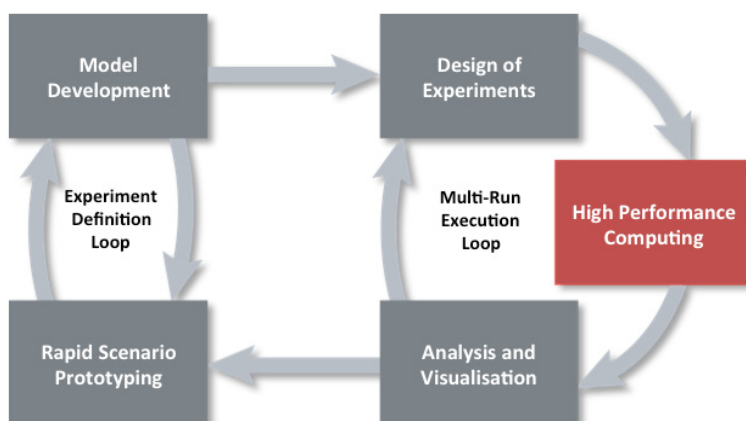 Model
Development
Design of
Experiments
Experiment
Definition
Loop
Multi-Run
Execution
Loop
High Performance
Computing
Rapid Scenario
Prototyping
Analysis and
Visualisation